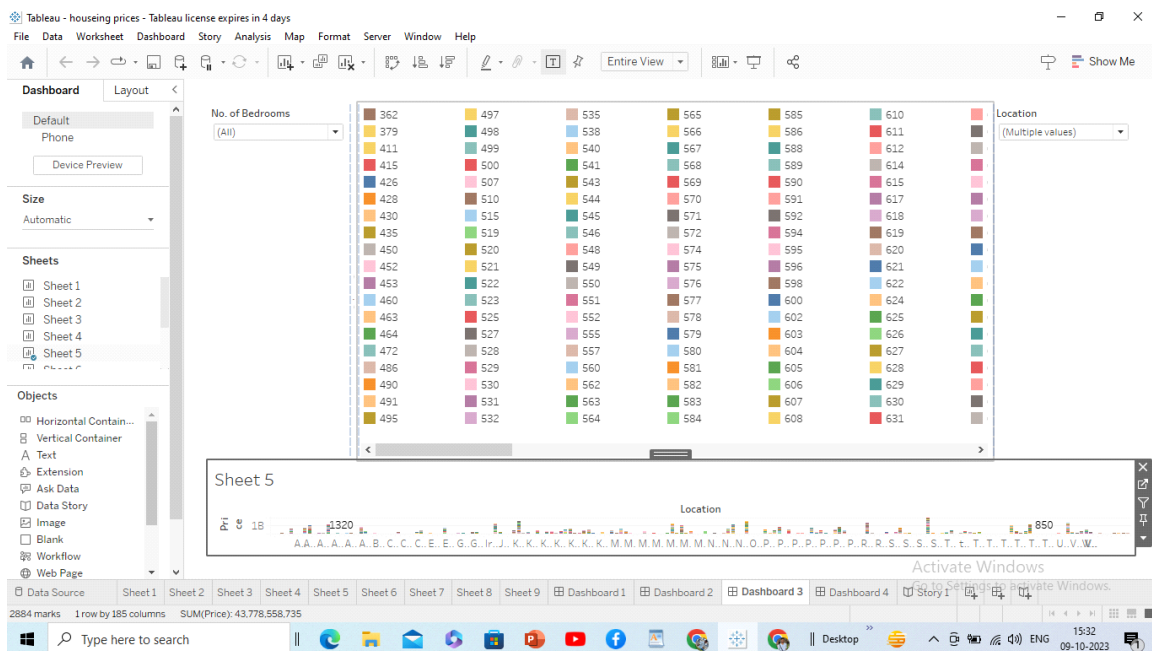 Tableau - houseing prices - Tableau license expires in 4 days
File Data Worksheet Dashboard Story Analysis Map Format Server Window Help
Entire View
Show Me
Dashboard Layout
Default
Phone
Device Preview
Size
Automatic
Sheets
Sheet 1
Sheet 2
Sheet 3
Sheet 4
Sheet 5
Objects
Horizontal Contain...
Vertical Container
Text
Extension
Ask Data
Data Story
Image
Blank
Workflow
Web Page
No. of Bedrooms
(All)
362 497 535 565 585 610
379 498 538 566 586 611
411 499 540 567 588 612
415 500 541 568 589 614
426 507 543 569 590 615
428 510 544 570 591 617
430 515 545 571 592 618
435 519 546 572 594 619
450 520 548 574 595 620
452 521 549 575 596 621
453 522 550 576 598 622
460 523 551 577 600 624
463 525 552 578 602 625
464 527 555 579 603 626
472 528 557 580 604 627
486 529 560 581 605 628
490 530 562 582 606 629
491 531 563 583 607 630
495 532 564 584 608 631
Location
(Multiple values)
Sheet 5
Location
Price
1B
1320
850
Activate Windows
Go to Settings to activate Windows.
Data Source Sheet 1 Sheet 2 Sheet 3 Sheet 4 Sheet 5 Sheet 6 Sheet 7 Sheet 8 Sheet 9 Dashboard 1 Dashboard 2 Dashboard 3 Dashboard 4 Story 1
2884 marks 1 row by 185 columns SUM(Price): 43,778,558,735
Type here to search
Desktop
ENG
15:32
09-10-2023